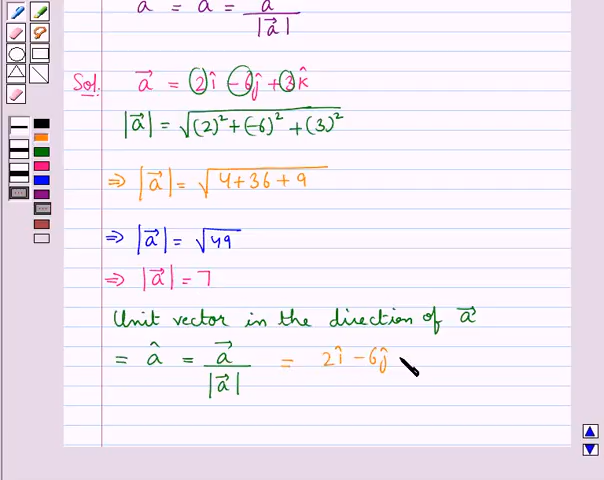 â = a⃗ / |a⃗|
Sol. a⃗ = 2î - 6ĵ + 3k̂
|a⃗| = √(2)² + (-6)² + (3)²
⇒ |a⃗| = √4+36+9
⇒ |a⃗| = √49
⇒ |a⃗| = 7
Unit vector in the direction of a⃗
= â = a⃗ / |a⃗| = 2î - 6ĵ